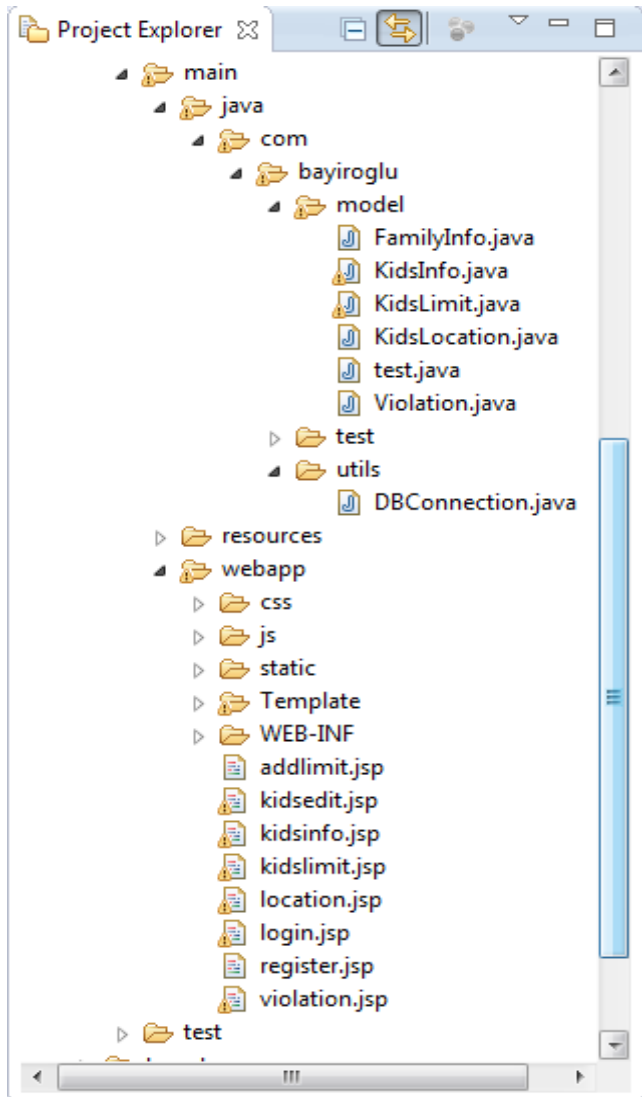 Project Explorer
main
java
com
bayiroglu
model
FamilyInfo.java
KidsInfo.java
KidsLimit.java
KidsLocation.java
test.java
Violation.java
test
utils
DBConnection.java
resources
webapp
css
js
static
Template
WEB-INF
addlimit.jsp
kidsedit.jsp
kidsinfo.jsp
kidslimit.jsp
location.jsp
login.jsp
register.jsp
violation.jsp
test